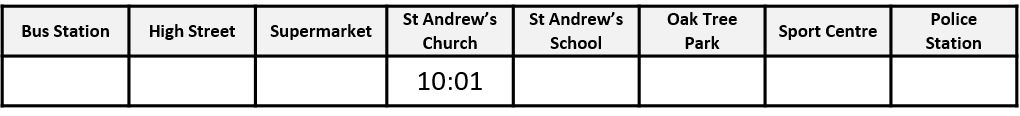 Bus Station
High Street
Supermarket
St Andrew's
Church
St Andrew's
School
Oak Tree
Park
Sport Centre
Police
Station
10:01